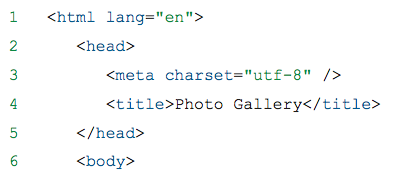 1 <html lang="en">
2 <head>
3 <meta charset="utf-8" />
4 <title>Photo Gallery</title>
5 </head>
6 <body>